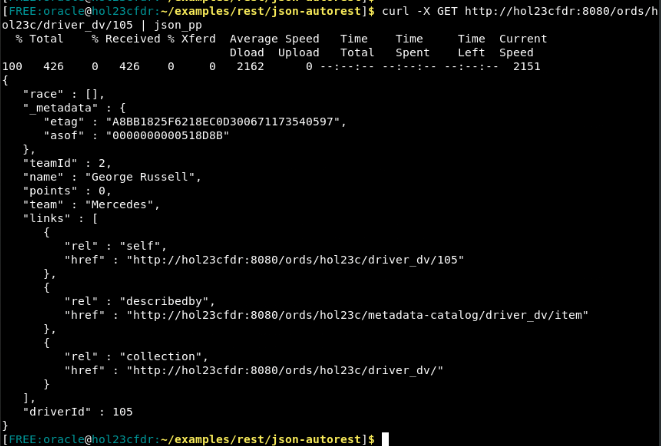 [FREE:oracle@hol23cfdr:~/examples/rest/json-autorest]$ curl -X GET http://hol23cfdr:8080/ords/h
ol23c/driver_dv/105 | json_pp
  % Total    % Received % Xferd  Average Speed   Time    Time     Time  Current
                                 Dload  Upload   Total   Spent    Left  Speed
100   426    0   426    0     0   2162      0 --:--:-- --:--:-- --:--:--  2151
{
   "race" : [],
   "_metadata" : {
      "etag" : "A8BB1825F6218EC0D300671173540597",
      "asof" : "0000000000518D8B"
   },
   "teamId" : 2,
   "name" : "George Russell",
   "points" : 0,
   "team" : "Mercedes",
   "links" : [
      {
         "rel" : "self",
         "href" : "http://hol23cfdr:8080/ords/hol23c/driver_dv/105"
      },
      {
         "rel" : "describedby",
         "href" : "http://hol23cfdr:8080/ords/hol23c/metadata-catalog/driver_dv/item"
      },
      {
         "rel" : "collection",
         "href" : "http://hol23cfdr:8080/ords/hol23c/driver_dv/"
      }
   ],
   "driverId" : 105
}
[FREE:oracle@hol23cfdr:~/examples/rest/json-autorest]$